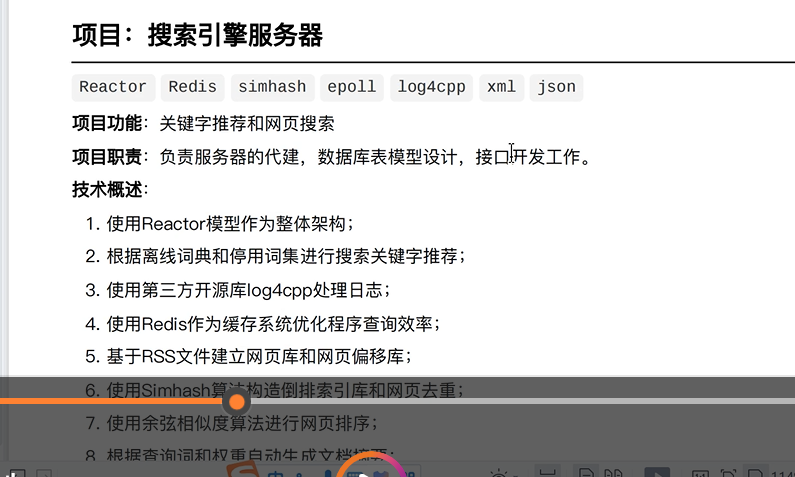 项目：搜索引擎服务器
Reactor Redis simhash epoll log4cpp xml json
项目功能：关键字推荐和网页搜索
项目职责：负责服务器的代建，数据库表模型设计，接口开发工作。
技术概述：
1. 使用Reactor模型作为整体架构；
2. 根据离线词典和停用词集进行搜索关键字推荐；
3. 使用第三方开源库log4cpp处理日志；
4. 使用Redis作为缓存系统优化程序查询效率；
5. 基于RSS文件建立网页库和网页偏移库；
6. 使用Simhash算法构造倒排索引库和网页去重；
7. 使用余弦相似度算法进行网页排序；
8. 根据查询词和权重自动生成文档摘要；
中